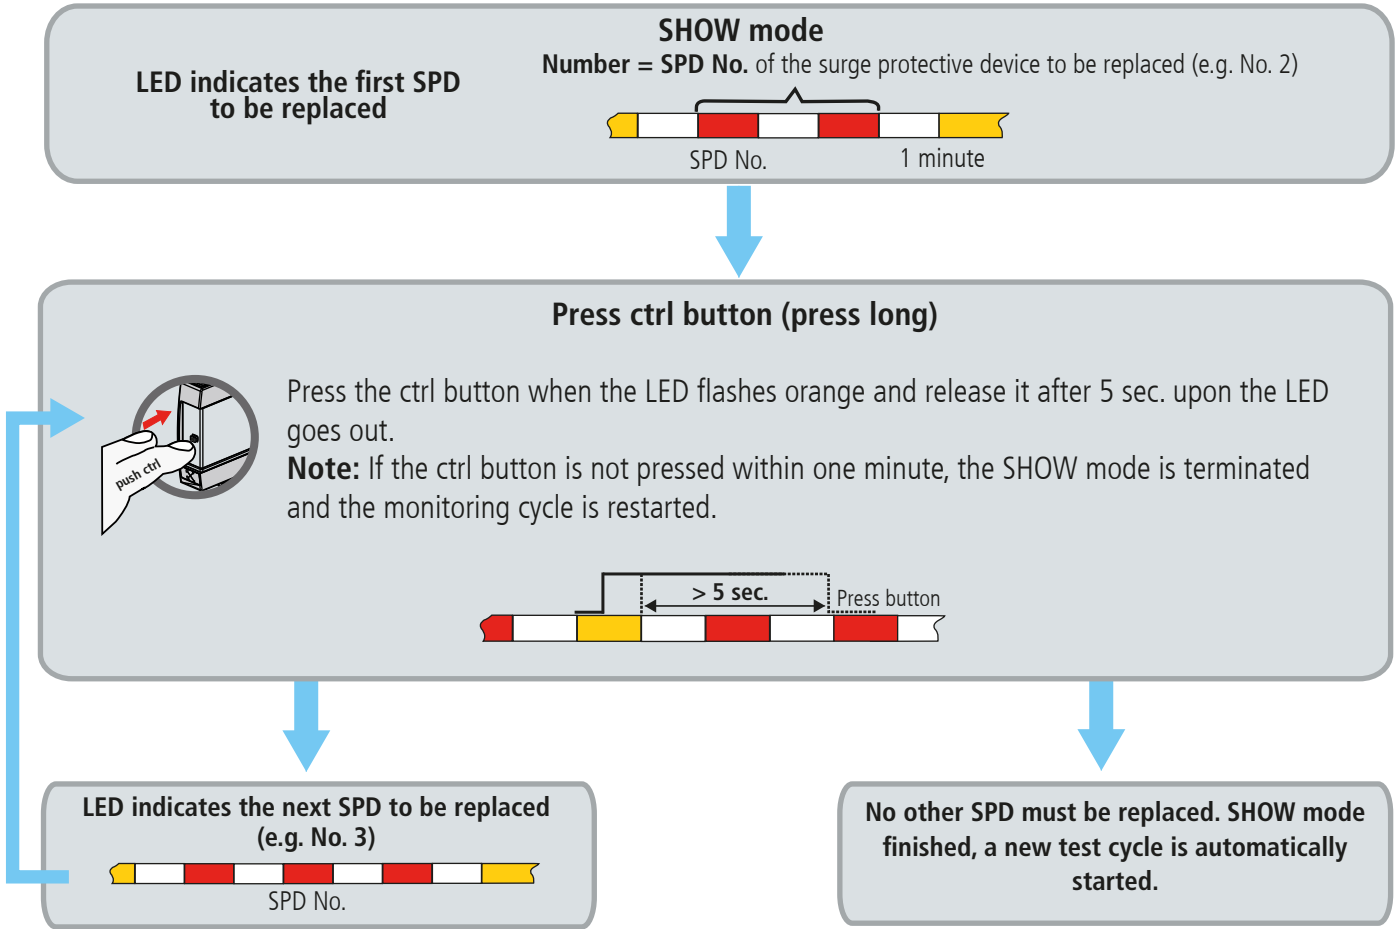 SHOW mode
LED indicates the first SPD
to be replaced
Number = SPD No. of the surge protective device to be replaced (e.g. No. 2)
SPD No.
1 minute
Press ctrl button (press long)
push ctrl
Press the ctrl button when the LED flashes orange and release it after 5 sec. upon the LED
goes out.
Note: If the ctrl button is not pressed within one minute, the SHOW mode is terminated
and the monitoring cycle is restarted.
> 5 sec.
Press button
LED indicates the next SPD to be replaced
(e.g. No. 3)
SPD No.
No other SPD must be replaced. SHOW mode
finished, a new test cycle is automatically
started.